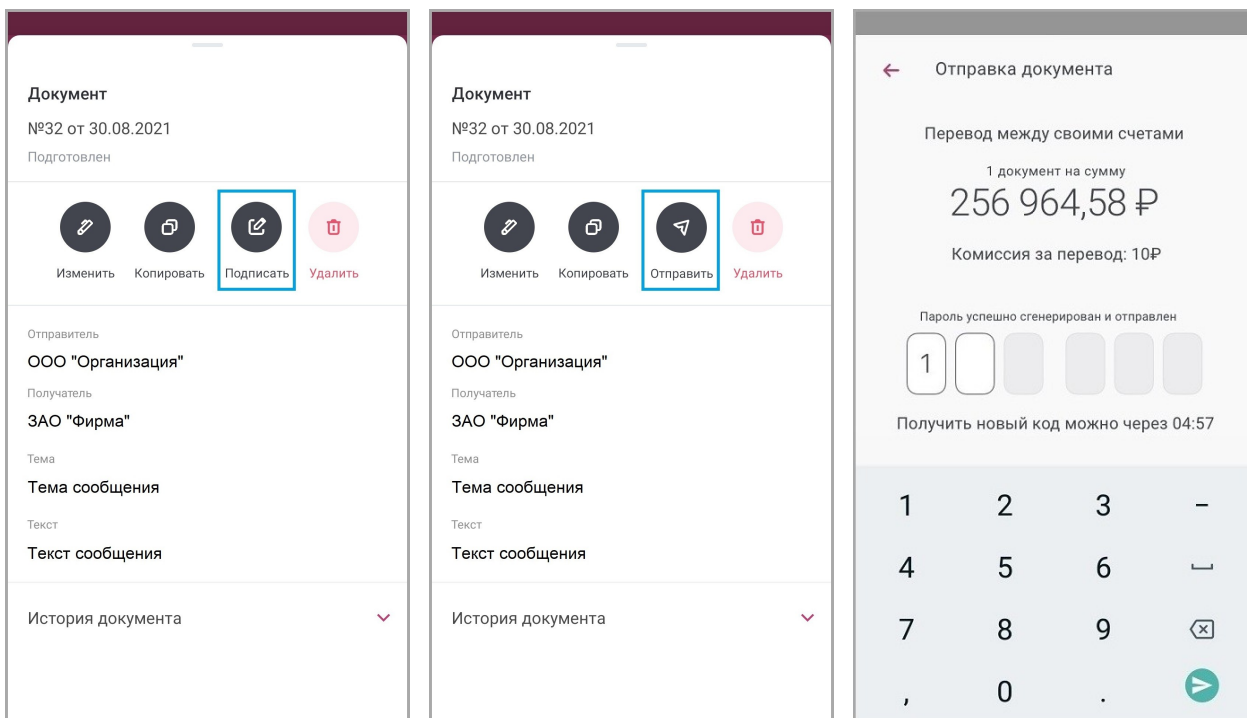 Документ
№32 от 30.08.2021
Подготовлен
Изменить Копировать Подписать Удалить
Отправитель
ООО "Организация"
Получатель
ЗАО "Фирма"
Тема
Тема сообщения
Текст
Текст сообщения
История документа
Документ
№32 от 30.08.2021
Подготовлен
Изменить Копировать Отправить Удалить
Отправитель
ООО "Организация"
Получатель
ЗАО "Фирма"
Тема
Тема сообщения
Текст
Текст сообщения
История документа
Отправка документа
Перевод между своими счетами
1 документ на сумму
256 964,58 ₽
Комиссия за перевод: 10₽
Пароль успешно сгенерирован и отправлен
1
Получить новый код можно через 04:57
1 2 3 –
4 5 6
7 8 9
, 0 .